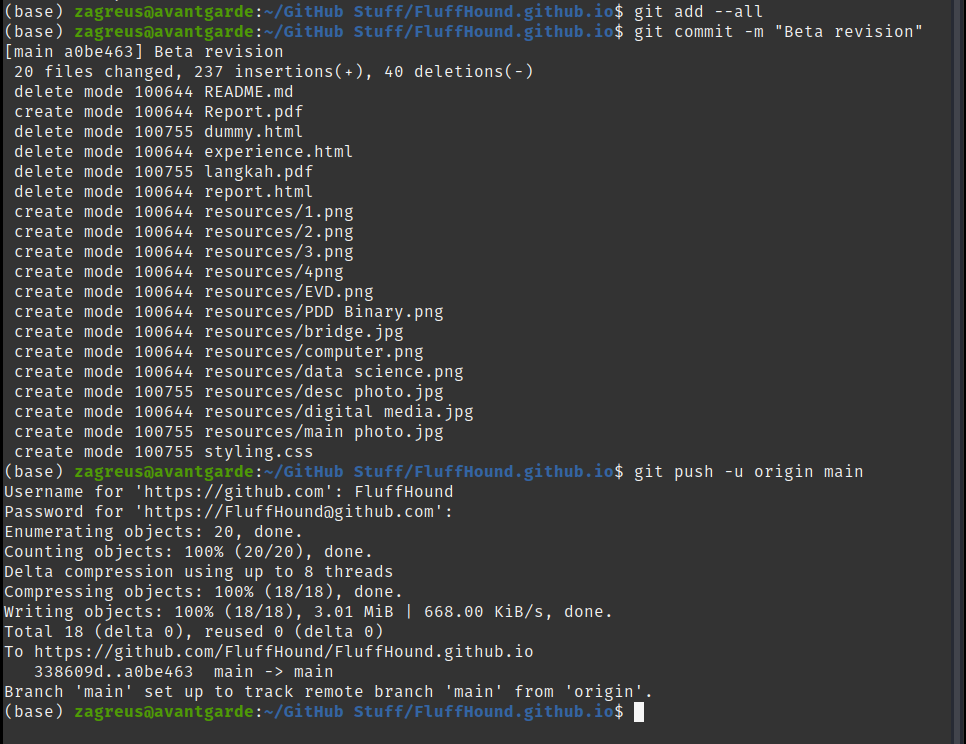 (base) zagreus@avantgarde:~/GitHub Stuff/FluffHound.github.io$ git add --all
(base) zagreus@avantgarde:~/GitHub Stuff/FluffHound.github.io$ git commit -m "Beta revision"
[main a0be463] Beta revision
 20 files changed, 237 insertions(+), 40 deletions(-)
 delete mode 100644 README.md
 create mode 100644 Report.pdf
 delete mode 100755 dummy.html
 delete mode 100644 experience.html
 delete mode 100755 langkah.pdf
 delete mode 100644 report.html
 create mode 100644 resources/1.png
 create mode 100644 resources/2.png
 create mode 100644 resources/3.png
 create mode 100644 resources/4png
 create mode 100644 resources/EVD.png
 create mode 100644 resources/PDD Binary.png
 create mode 100644 resources/bridge.jpg
 create mode 100644 resources/computer.png
 create mode 100644 resources/data science.png
 create mode 100755 resources/desc photo.jpg
 create mode 100644 resources/digital media.jpg
 create mode 100755 resources/main photo.jpg
 create mode 100755 styling.css
(base) zagreus@avantgarde:~/GitHub Stuff/FluffHound.github.io$ git push -u origin main
Username for 'https://github.com': FluffHound
Password for 'https://FluffHound@github.com':
Enumerating objects: 20, done.
Counting objects: 100% (20/20), done.
Delta compression using up to 8 threads
Compressing objects: 100% (18/18), done.
Writing objects: 100% (18/18), 3.01 MiB | 668.00 KiB/s, done.
Total 18 (delta 0), reused 0 (delta 0)
To https://github.com/FluffHound/FluffHound.github.io
   338609d..a0be463  main -> main
Branch 'main' set up to track remote branch 'main' from 'origin'.
(base) zagreus@avantgarde:~/GitHub Stuff/FluffHound.github.io$